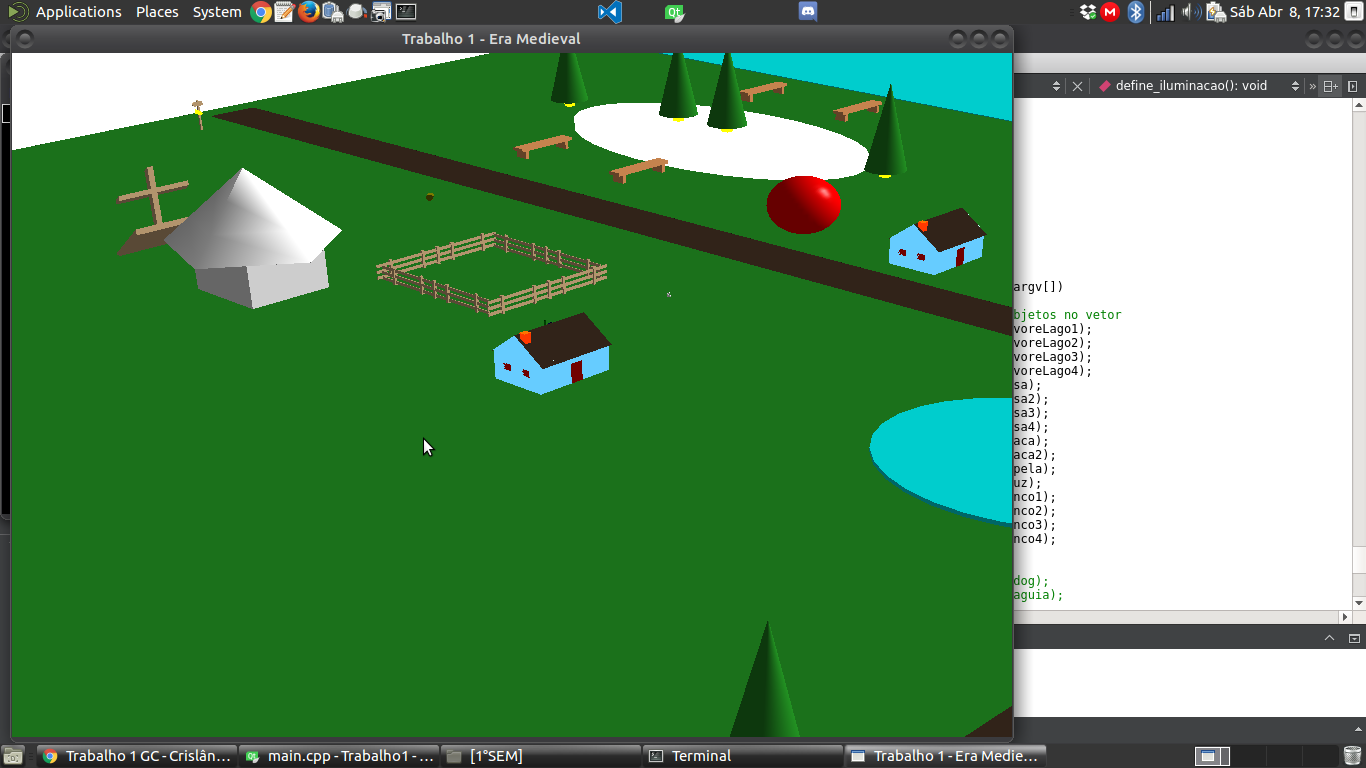 Applications Places System
Sáb Abr 8, 17:32
Trabalho 1 - Era Medieval
define_iluminacao(): void
»
argv[])
bjetos no vetor
voreLago1);
voreLago2);
voreLago3);
voreLago4);
sa);
sa2);
sa3);
sa4);
aca);
aca2);
pela);
uz);
nco1);
nco2);
nco3);
nco4);
dog);
aguia);
Trabalho 1 GC - Crislân...
main.cpp - Trabalho1 - ...
[1°SEM]
Terminal
Trabalho 1 - Era Medie...